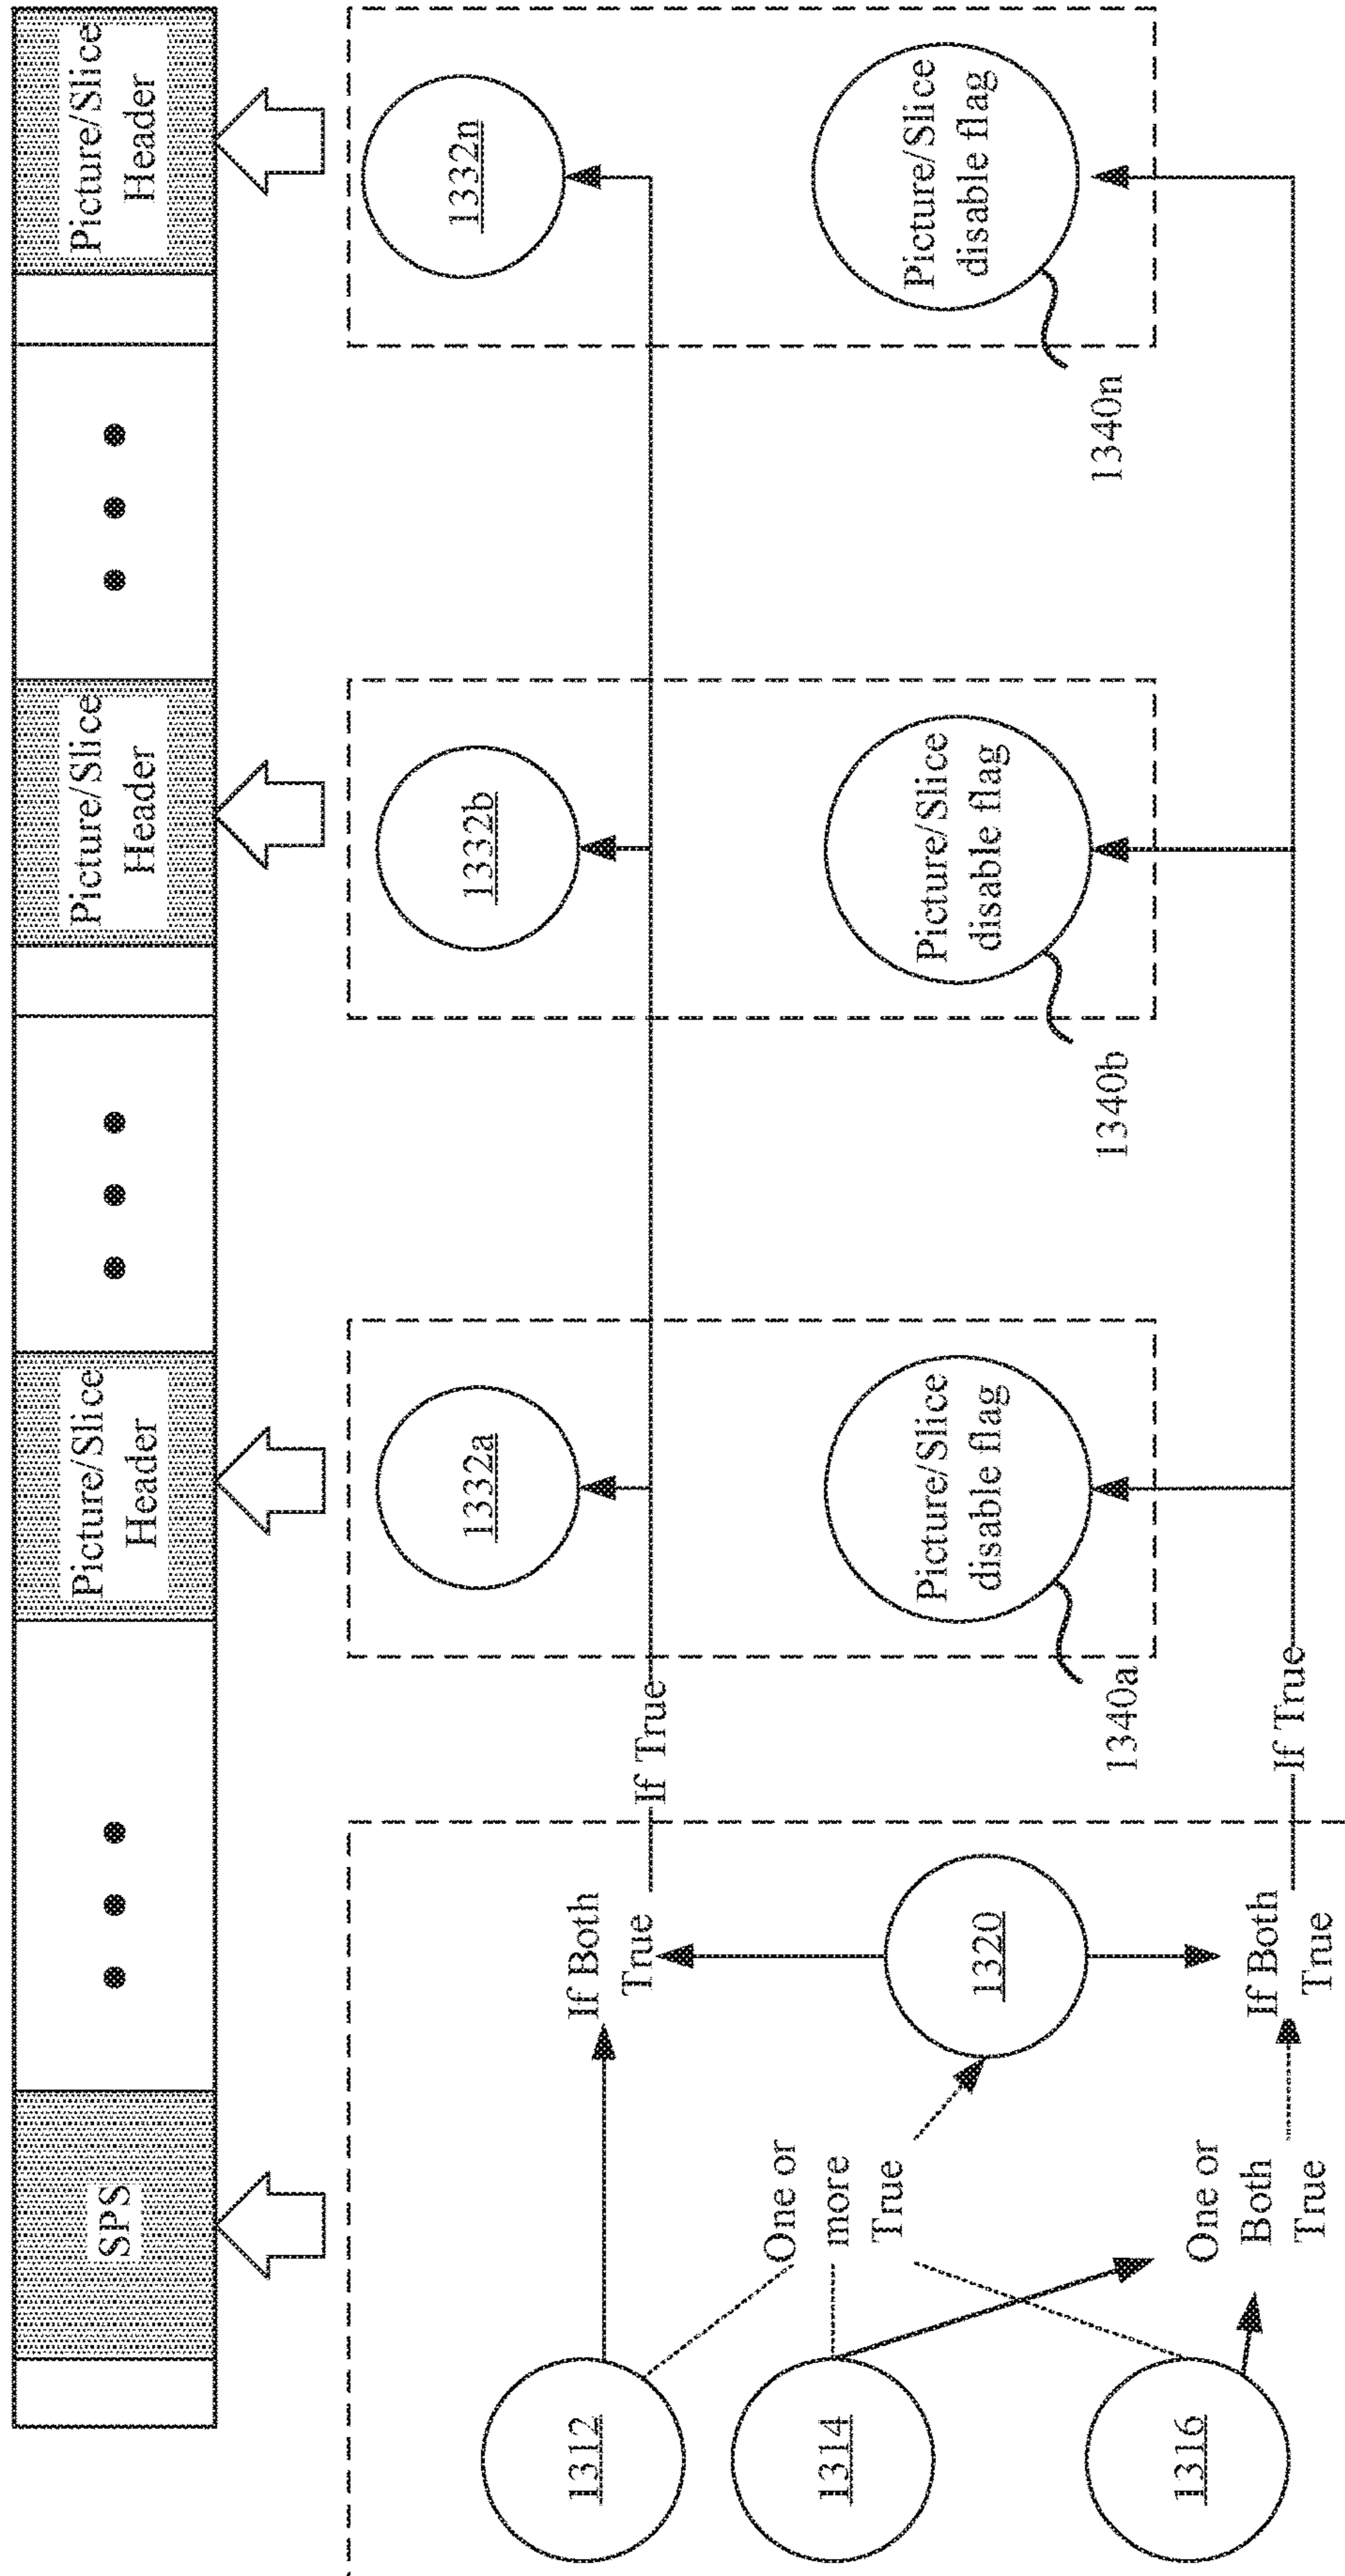 SPS
Picture/Slice
Header
Picture/Slice
Header
Picture/Slice
Header
1312
1314
1316
One or
more
True
One or
Both
True
If Both
True
1320
If Both
True
If True
If True
1332a
Picture/Slice
disable flag
1340a
1332b
Picture/Slice
disable flag
1340b
1332n
Picture/Slice
disable flag
1340n